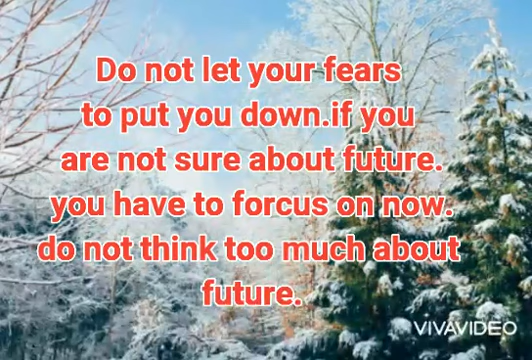 Do not let your fears
to put you down.if you
are not sure about future.
you have to forcus on now.
do not think too much about
future.
VIVAVIDEO